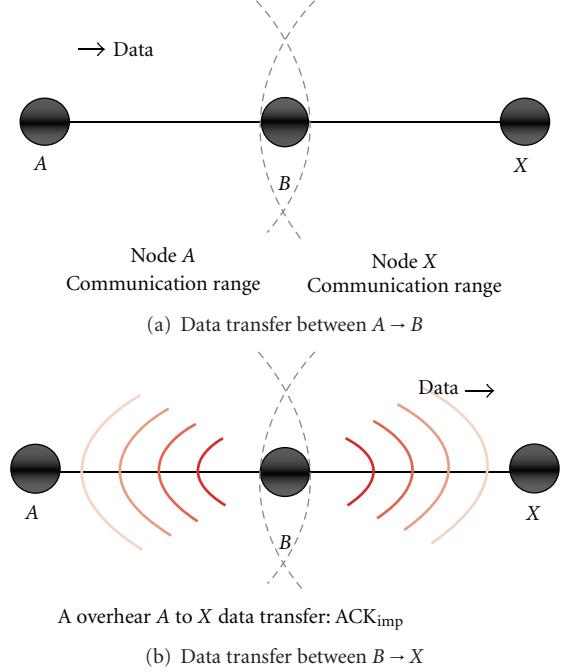 → Data
A
B
X
Node A
Communication range
Node X
Communication range
(a) Data transfer between A → B
Data →
A
B
X
A overhear A to X data transfer: ACKimp
(b) Data transfer between B → X